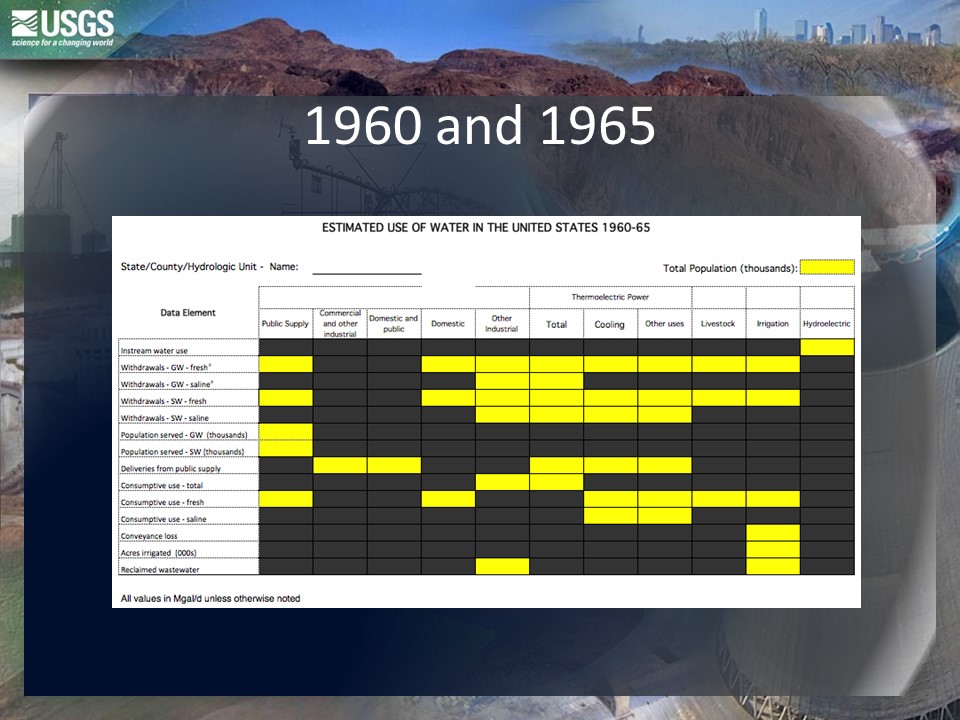 USGS
science for a changing world
1960 and 1965
ESTIMATED USE OF WATER IN THE UNITED STATES 1960-65
State/County/Hydrologic Unit - Name:
Total Population (thousands):
Thermoelectric Power
Data Element
Public Supply
Commercial
and other
industrial
Domestic and
public
Domestic
Other
Industrial
Total
Cooling
Other uses
Livestock
Irrigation
Hydroelectric
Instream water use
Withdrawals - GW - fresh
Withdrawals - GW - saline
Withdrawals - SW - fresh
Withdrawals - SW - saline
Population served - GW (thousands)
Population served - SW (thousands)
Deliveries from public supply
Consumptive use - total
Consumptive use - fresh
Consumptive use - saline
Conveyance loss
Acres irrigated (000s)
Reclaimed wastewater
All values in Mgal/d unless otherwise noted